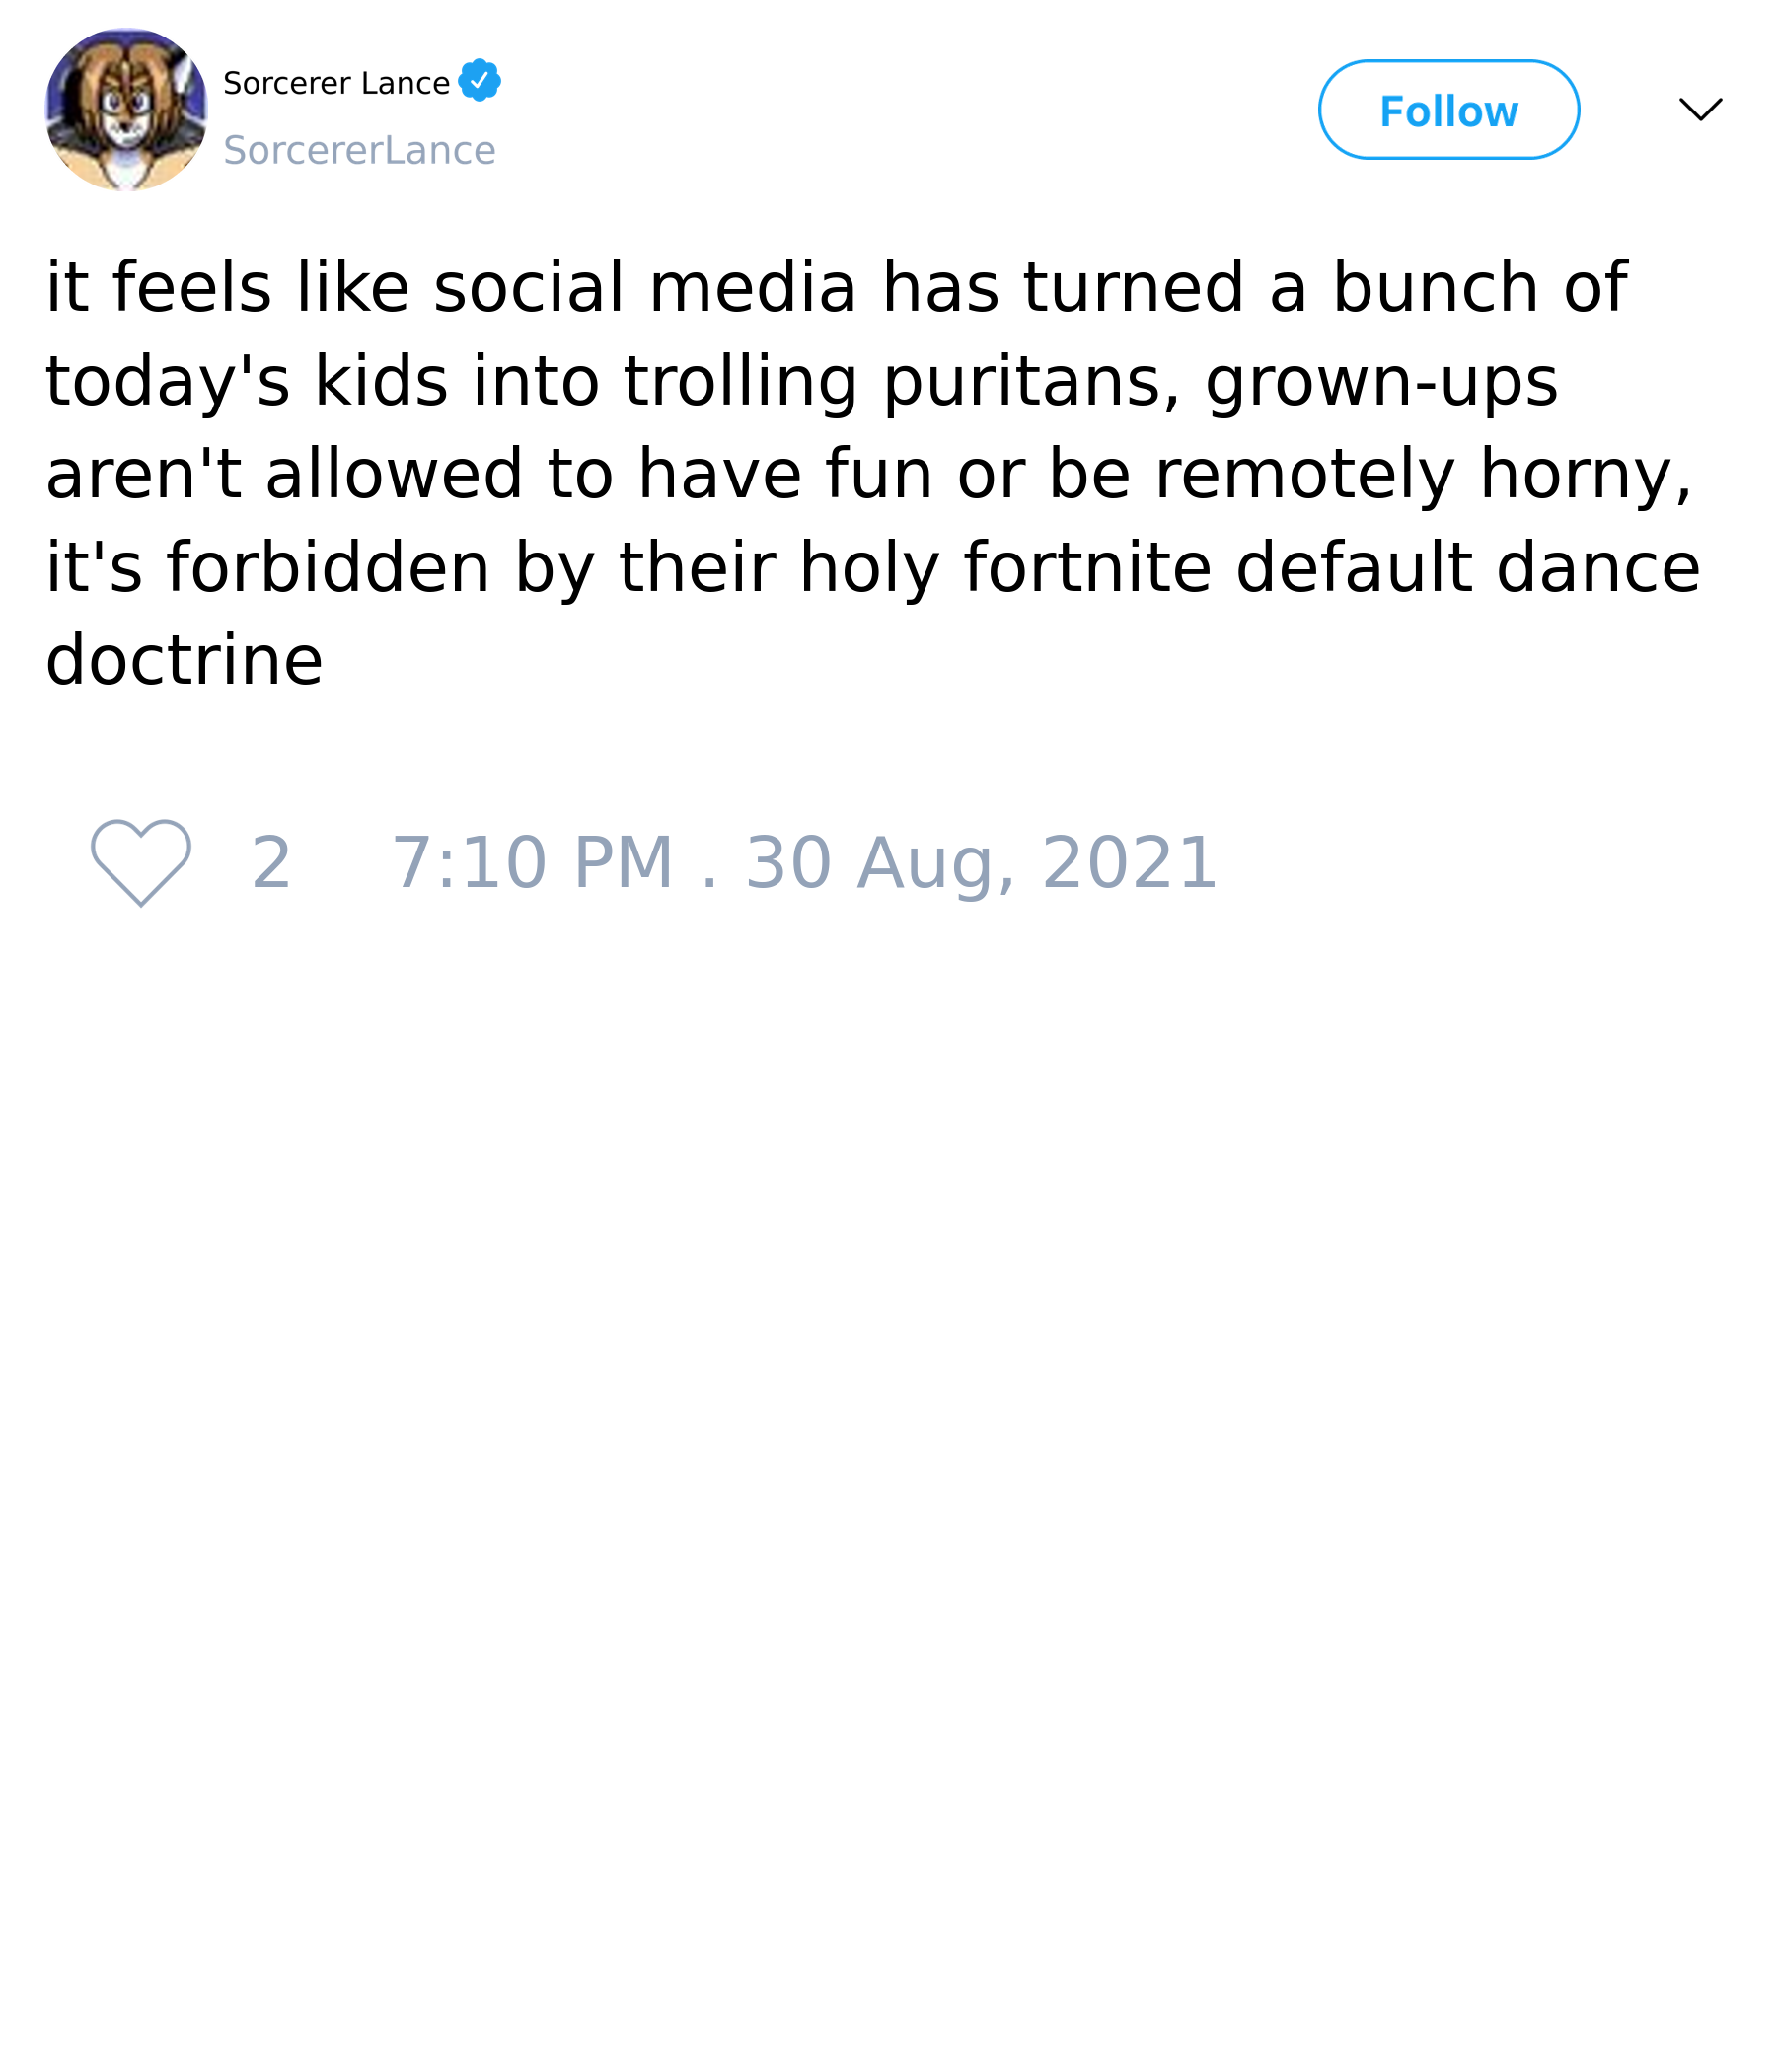 Sorcerer Lance
SorcererLance
Follow
it feels like social media has turned a bunch of
today's kids into trolling puritans, grown-ups
aren't allowed to have fun or be remotely horny,
it's forbidden by their holy fortnite default dance
doctrine
2 7:10 PM . 30 Aug, 2021